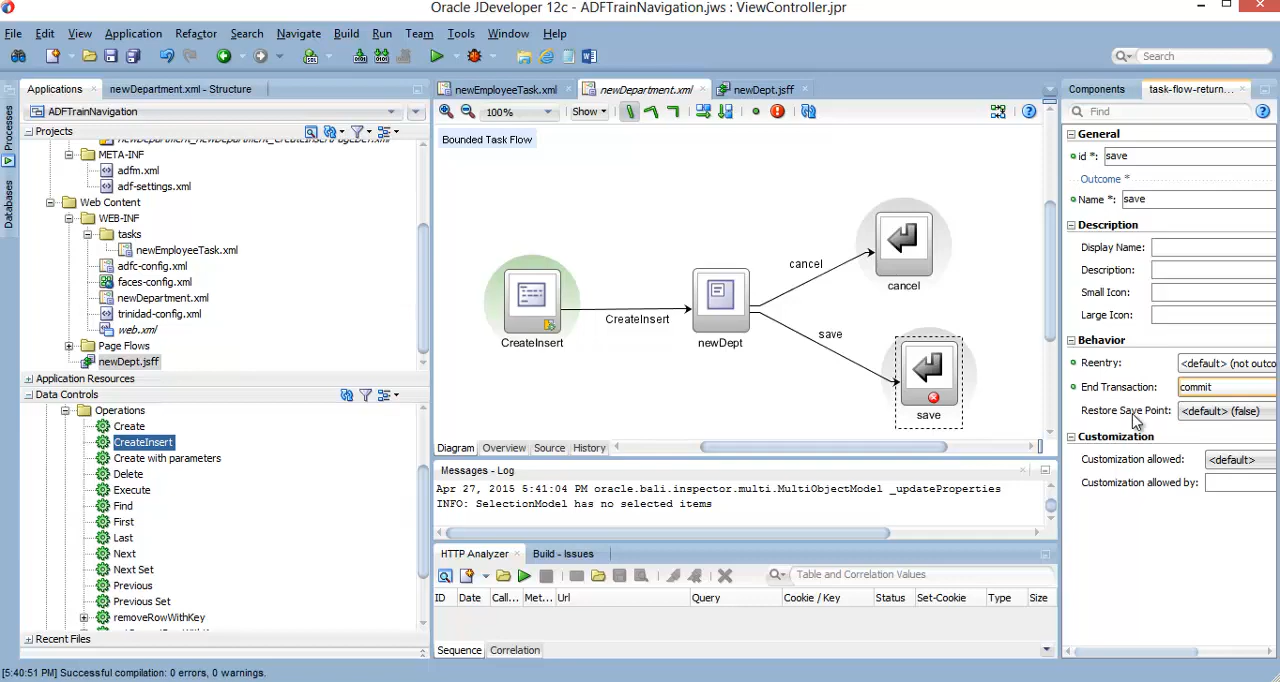 Oracle JDeveloper 12c - ADFTrainNavigation.jws : ViewController.jpr
File Edit View Application Refactor Search Navigate Build Run Team Tools Window Help
Search
Applications
newDepartment.xml - Structure
ADFTrainNavigation
Projects
META-INF
adfm.xml
adf-settings.xml
Web Content
WEB-INF
tasks
newEmployeeTask.xml
adfc-config.xml
faces-config.xml
newDepartment.xml
trinidad-config.xml
web.xml
Page Flows
newDept.jsff
Application Resources
Data Controls
Operations
Create
CreateInsert
Create with parameters
Delete
Execute
Find
First
Last
Next
Next Set
Previous
Previous Set
removeRowWithKey
Recent Files
Processes
Databases
newEmployeeTask.xml
newDepartment.xml
newDept.jsff
100%
Show
Bounded Task Flow
cancel
cancel
CreateInsert
CreateInsert
newDept
save
save
Diagram Overview Source History
Messages - Log
Apr 27, 2015 5:41:04 PM oracle.bali.inspector.multi.MultiObjectModel _updateProperties
INFO: SelectionModel has no selected items
HTTP Analyzer
Build - Issues
Table and Correlation Values
ID Date Call... Met... Url Query Cookie / Key Status Set-Cookie Type Size
Sequence Correlation
Components
task-flow-return...
Find
General
id *: save
Outcome *
Name *: save
Description
Display Name:
Description:
Small Icon:
Large Icon:
Behavior
Reentry: <default> (not outco
End Transaction: commit
Restore Save Point: <default> (false)
Customization
Customization allowed: <default>
Customization allowed by:
[5:40:51 PM] Successful compilation: 0 errors, 0 warnings.